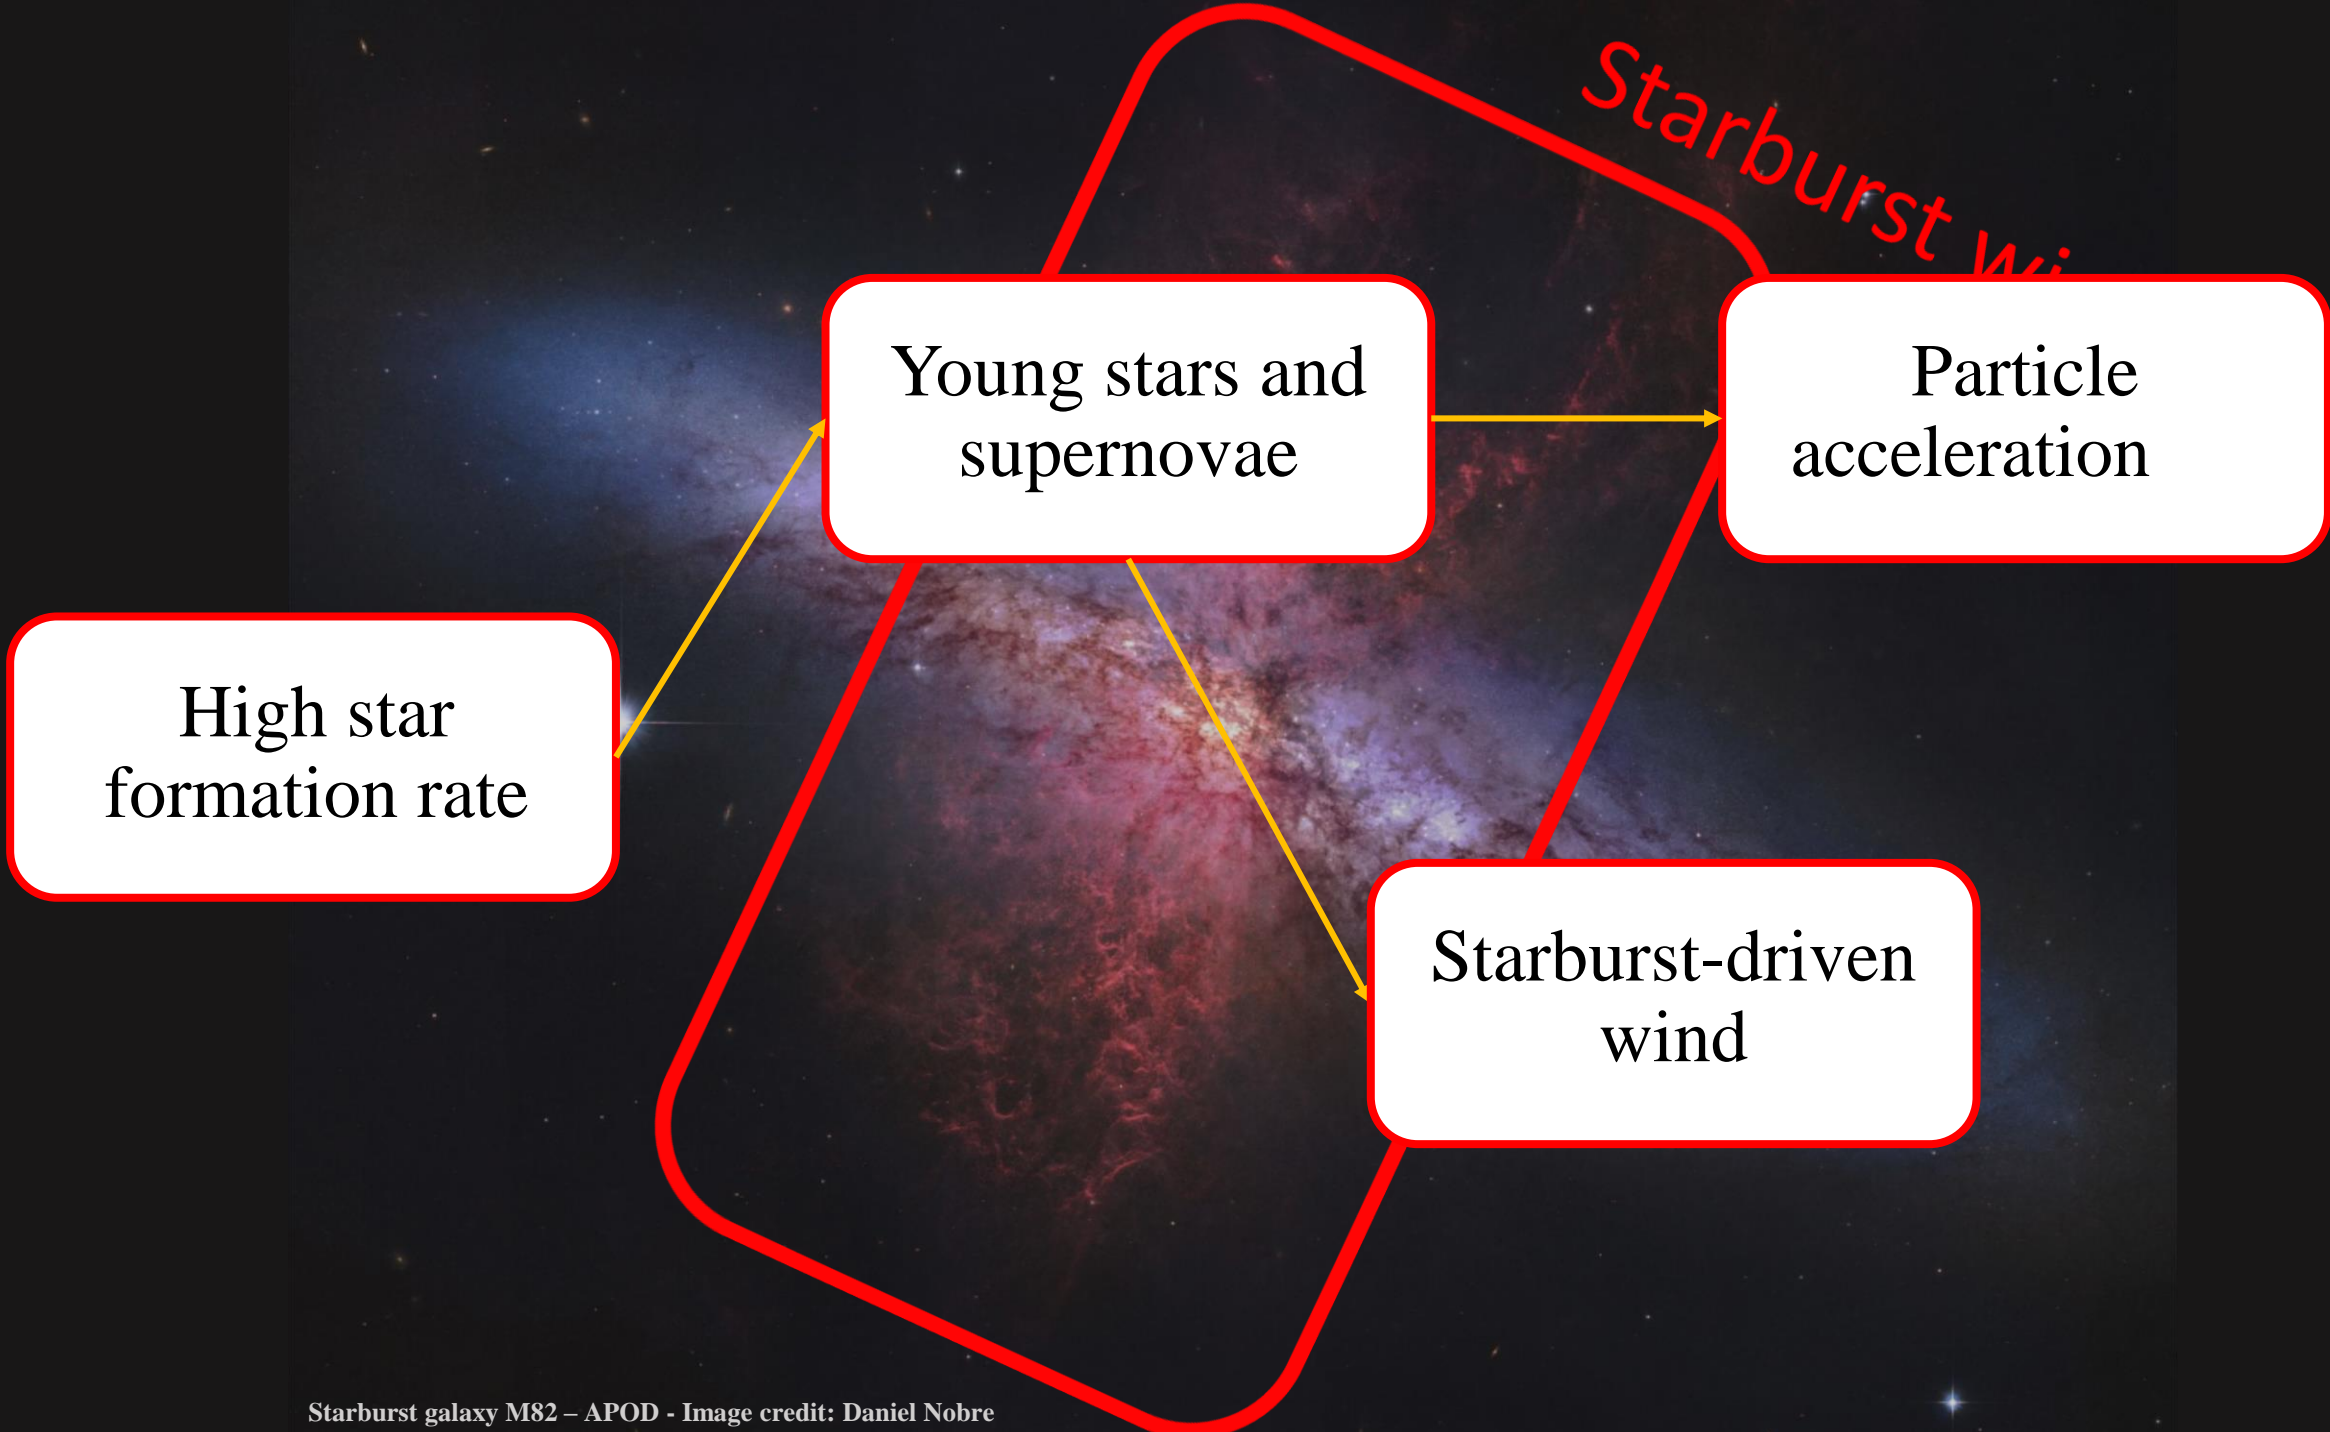 Starburst
Young stars and
supernovae
Particle
acceleration
High star
formation rate
Starburst-driven
wind
Starburst galaxy M82 – APOD - Image credit: Daniel Nobre